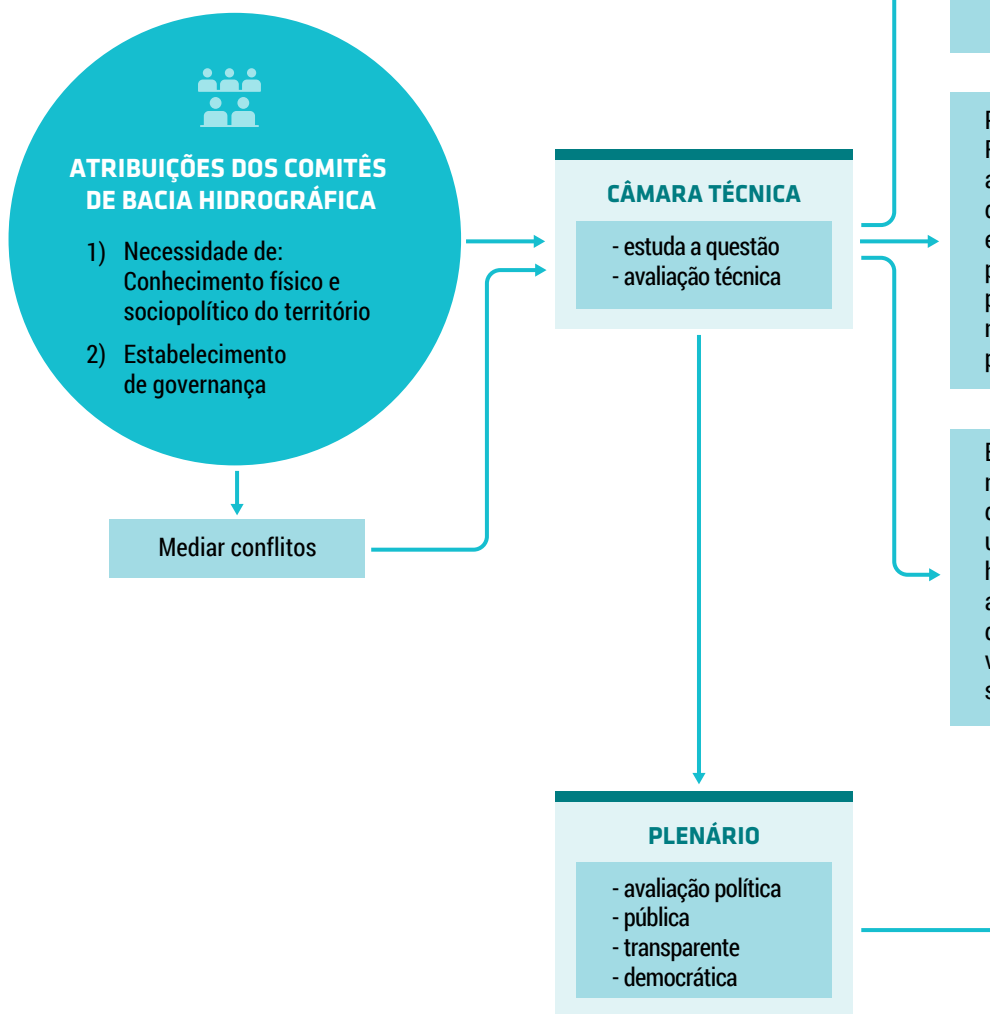 ATRIBUIÇÕES DOS COMITÊS
DE BACIA HIDROGRÁFICA
1) Necessidade de:
Conhecimento físico e
sociopolítico do território
2) Estabelecimento
de governança
Mediar conflitos
CÂMARA TÉCNICA
- estuda a questão
- avaliação técnica
PLENÁRIO
- avaliação política
- pública
- transparente
- democrática